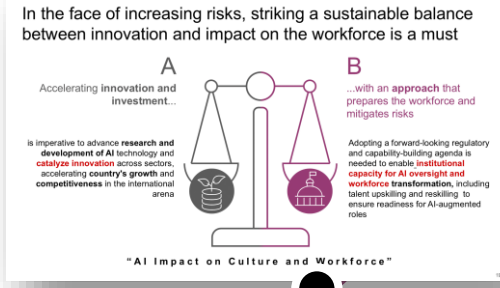 In the face of increasing risks, striking a sustainable balance
between innovation and impact on the workforce is a must
A
Accelerating innovation and
investment...
is imperative to advance research and
development of AI technology and
catalyze innovation across sectors,
accelerating country's growth and
competitiveness in the international
arena
B
...with an approach that
prepares the workforce and
mitigates risks
Adopting a forward-looking regulatory
and capability-building agenda is
needed to enable institutional
capacity for AI oversight and
workforce transformation, including
talent upskilling and reskilling to
ensure readiness for AI-augmented
roles
"AI Impact on Culture and Workforce"